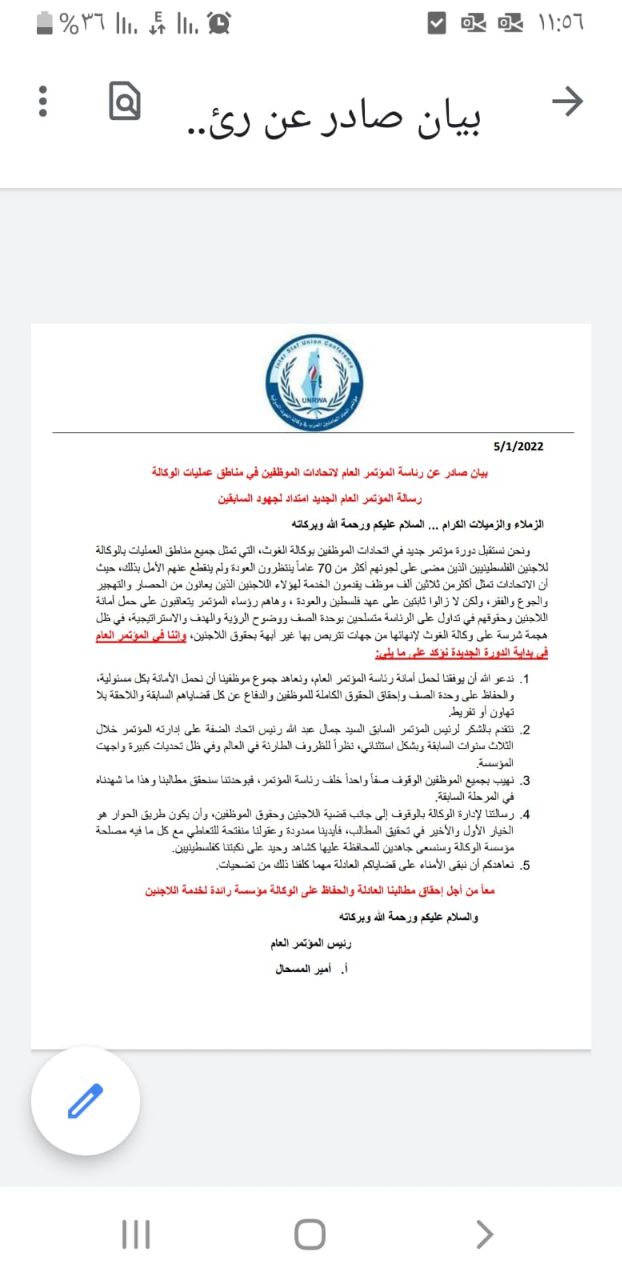 %٣٦
١١:٥٦
بيان صادر عن رئ..
Inter Staf Union Conference
UNRWA
5/1/2022
بيان صادر عن رئاسة المؤتمر العام لاتحادات الموظفين في مناطق عمليات الوكالة
رسالة المؤتمر العام الجديد امتداد لجهود السابقين
الزملاء والزميلات الكرام ... السلام عليكم ورحمة الله وبركاته
ونحن نستقبل دورة مؤتمر جديد في اتحادات الموظفين بوكالة الغوث، التي تمثل جميع مناطق العمليات بالوكالة
للاجئين الفلسطينيين الذين مضى على لجوئهم أكثر من 70 عاماً ينتظرون العودة ولم ينقطع عنهم الأمل بذلك، حيث
أن الاتحادات تمثل أكثر من ثلاثين ألف موظف يقدمون الخدمة لهؤلاء اللاجئين الذين يعانون من الحصار والتهجير
والجوع والفقر، ولكن لا زالوا ثابتين على عهد فلسطين والعودة ، وهاهم رؤساء المؤتمر يتعاقبون على حمل أمانة
اللاجئين وحقوقهم في تداول على الرئاسة متسلحين بوحدة الصف ووضوح الرؤية والهدف والاستراتيجية، في ظل
هجمة شرسة على وكالة الغوث لإنهائها من جهات تتربص بها غير آبهة بحقوق اللاجئين، وإننا في المؤتمر العام
في بداية الدورة الجديدة نؤكد على ما يلي:
1. ندعو الله أن يوفقنا لحمل أمانة رئاسة المؤتمر العام، ونعاهد جموع موظفينا أن نحمل الأمانة بكل مسئولية،
والحفاظ على وحدة الصف وإحقاق الحقوق الكاملة للموظفين والدفاع عن كل قضاياهم السابقة واللاحقة بلا
تهاون أو تفريط.
2. نتقدم بالشكر لرئيس المؤتمر السابق السيد جمال عبد الله رئيس اتحاد الضفة على إدارته المؤتمر خلال
الثلاث سنوات السابقة وبشكل استثنائي، نظراً للظروف الطارئة في العالم وفي ظل تحديات كبيرة واجهت
المؤسسة.
3. نهيب بجميع الموظفين الوقوف صفاً واحداً خلف رئاسة المؤتمر، فبوحدتنا سنحقق مطالبنا وهذا ما شهدناه
في المرحلة السابقة.
4. رسالتنا لإدارة الوكالة بالوقوف إلى جانب قضية اللاجئين وحقوق الموظفين، وأن يكون طريق الحوار هو
الخيار الأول والأخير في تحقيق المطالب، فأيدينا ممدودة وعقولنا منفتحة للتعاطي مع كل ما فيه مصلحة
مؤسسة الوكالة وسنسعى جاهدين للمحافظة عليها كشاهد وحيد على نكبتنا كفلسطينيين.
5. نعاهدكم أن نبقى الأمناء على قضاياكم العادلة مهما كلفنا ذلك من تضحيات.
معاً من أجل إحقاق مطالبنا العادلة والحفاظ على الوكالة مؤسسة رائدة لخدمة اللاجئين
والسلام عليكم ورحمة الله وبركاته
رئيس المؤتمر العام
أ. أمير المسحال